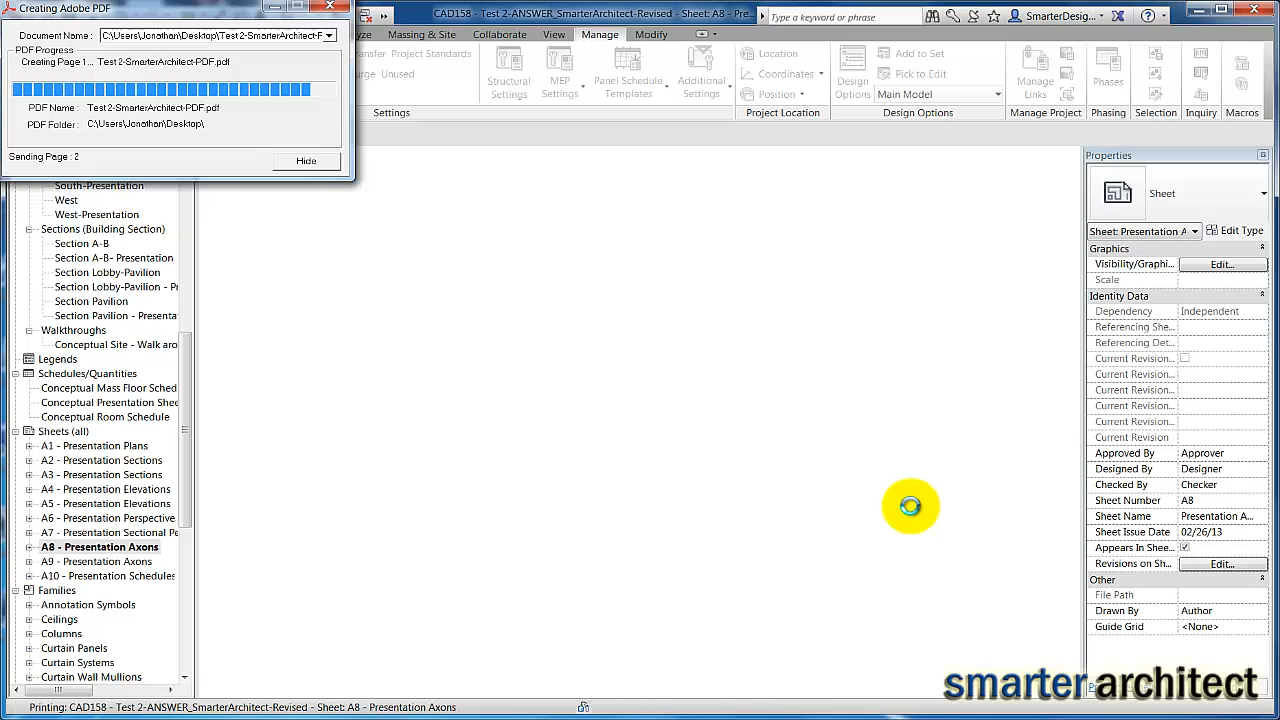 Creating Adobe PDF
Document Name:
C:\Users\Jonathan\Desktop\Test 2-SmarterArchitect-F
PDF Progress
Creating Page 1... Test 2-SmarterArchitect-PDF.pdf
PDF Name: Test 2-SmarterArchitect-PDF.pdf
PDF Folder: C:\Users\Jonathan\Desktop\
Sending Page : 2
Hide
CAD158 - Test 2-ANSWER_SmarterArchitect-Revised - Sheet: A8 - Pre...
Type a keyword or phrase
SmarterDesig...
Massing & Site
Collaborate
View
Manage
Modify
Project Standards
Unused
Settings
Structural Settings
MEP Settings
Panel Schedule Templates
Additional Settings
Location
Coordinates
Position
Project Location
Design Options
Add to Set
Pick to Edit
Main Model
Design Options
Manage Links
Manage Project
Phases
Phasing
Selection
Inquiry
Macros
South-Presentation
West
West-Presentation
Sections (Building Section)
Section A-B
Section A-B- Presentation
Section Lobby-Pavilion
Section Lobby-Pavilion - Pr
Section Pavilion
Section Pavilion - Presenta
Walkthroughs
Conceptual Site - Walk aro
Legends
Schedules/Quantities
Conceptual Mass Floor Sched
Conceptual Presentation Shee
Conceptual Room Schedule
Sheets (all)
A1 - Presentation Plans
A2 - Presentation Sections
A3 - Presentation Sections
A4 - Presentation Elevations
A5 - Presentation Elevations
A6 - Presentation Perspective
A7 - Presentation Sectional Pe
A8 - Presentation Axons
A9 - Presentation Axons
A10 - Presentation Schedules
Families
Annotation Symbols
Ceilings
Columns
Curtain Panels
Curtain Systems
Curtain Wall Mullions
Properties
Sheet
Sheet: Presentation A
Edit Type
Graphics
Visibility/Graphi... Edit...
Scale
Identity Data
Dependency Independent
Referencing She...
Referencing Det...
Current Revision...
Current Revision...
Current Revision...
Current Revision...
Current Revision...
Current Revision
Approved By Approver
Designed By Designer
Checked By Checker
Sheet Number A8
Sheet Name Presentation A...
Sheet Issue Date 02/26/13
Appears In Shee...
Revisions on Sh... Edit...
Other
File Path
Drawn By Author
Guide Grid <None>
smarter architect
Printing: CAD158 - Test 2-ANSWER_SmarterArchitect-Revised - Sheet: A8 - Presentation Axons